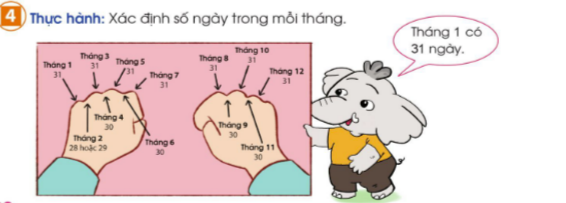 4 Thực hành: Xác định số ngày trong mỗi tháng.
Tháng 1 có
31 ngày.
Tháng 1
31
Tháng 3
31
Tháng 5
31
Tháng 7
31
Tháng 2
28 hoặc 29
Tháng 4
30
Tháng 6
30
Tháng 8
31
Tháng 10
31
Tháng 12
31
Tháng 9
30
Tháng 11
30